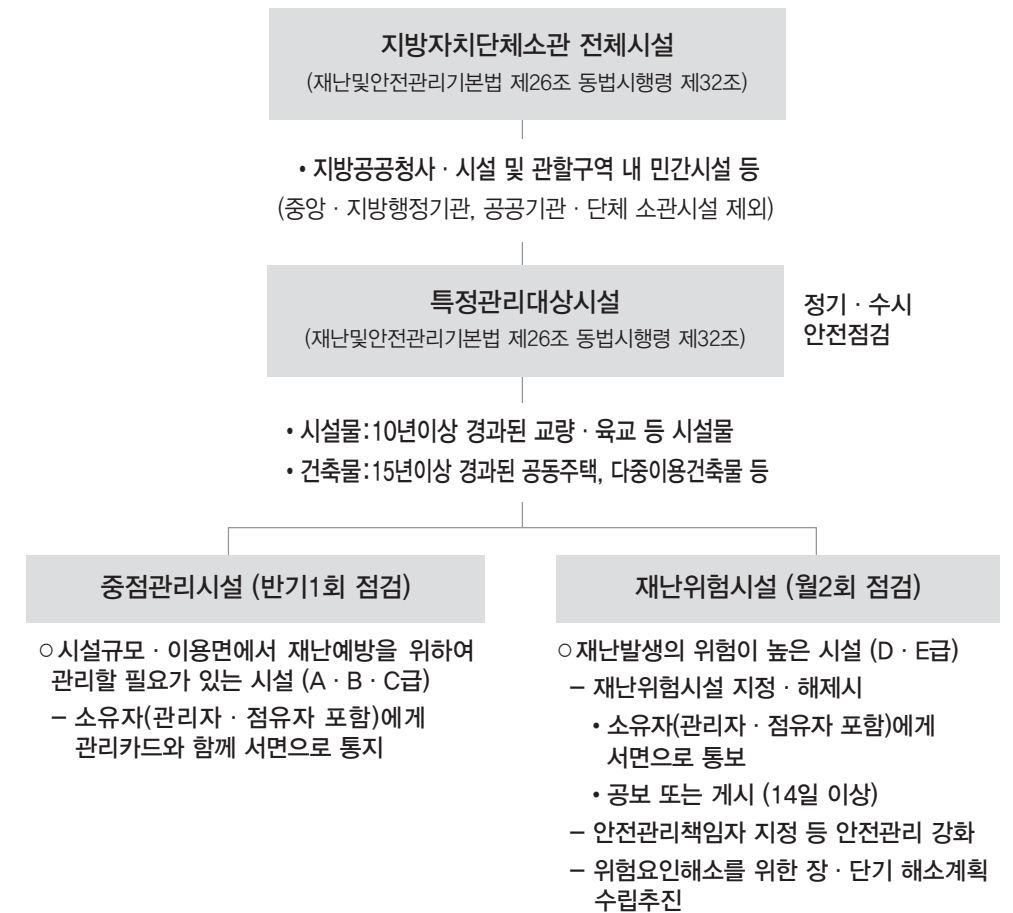 지방자치단체소관 전체시설
(재난및안전관리기본법 제26조 동법시행령 제32조)
• 지방공공청사 · 시설 및 관할구역 내 민간시설 등
(중앙 · 지방행정기관, 공공기관 · 단체 소관시설 제외)
특정관리대상시설
(재난및안전관리기본법 제26조 동법시행령 제32조)
정기 · 수시
안전점검
• 시설물:10년이상 경과된 교량 · 육교 등 시설물
• 건축물:15년이상 경과된 공동주택, 다중이용건축물 등
중점관리시설 (반기1회 점검)
○시설규모 · 이용면에서 재난예방을 위하여
관리할 필요가 있는 시설 (A · B · C급)
– 소유자(관리자 · 점유자 포함)에게
관리카드와 함께 서면으로 통지
재난위험시설 (월2회 점검)
○재난발생의 위험이 높은 시설 (D · E급)
– 재난위험시설 지정 · 해제시
• 소유자(관리자 · 점유자 포함)에게
서면으로 통보
• 공보 또는 게시 (14일 이상)
– 안전관리책임자 지정 등 안전관리 강화
– 위험요인해소를 위한 장 · 단기 해소계획
수립추진